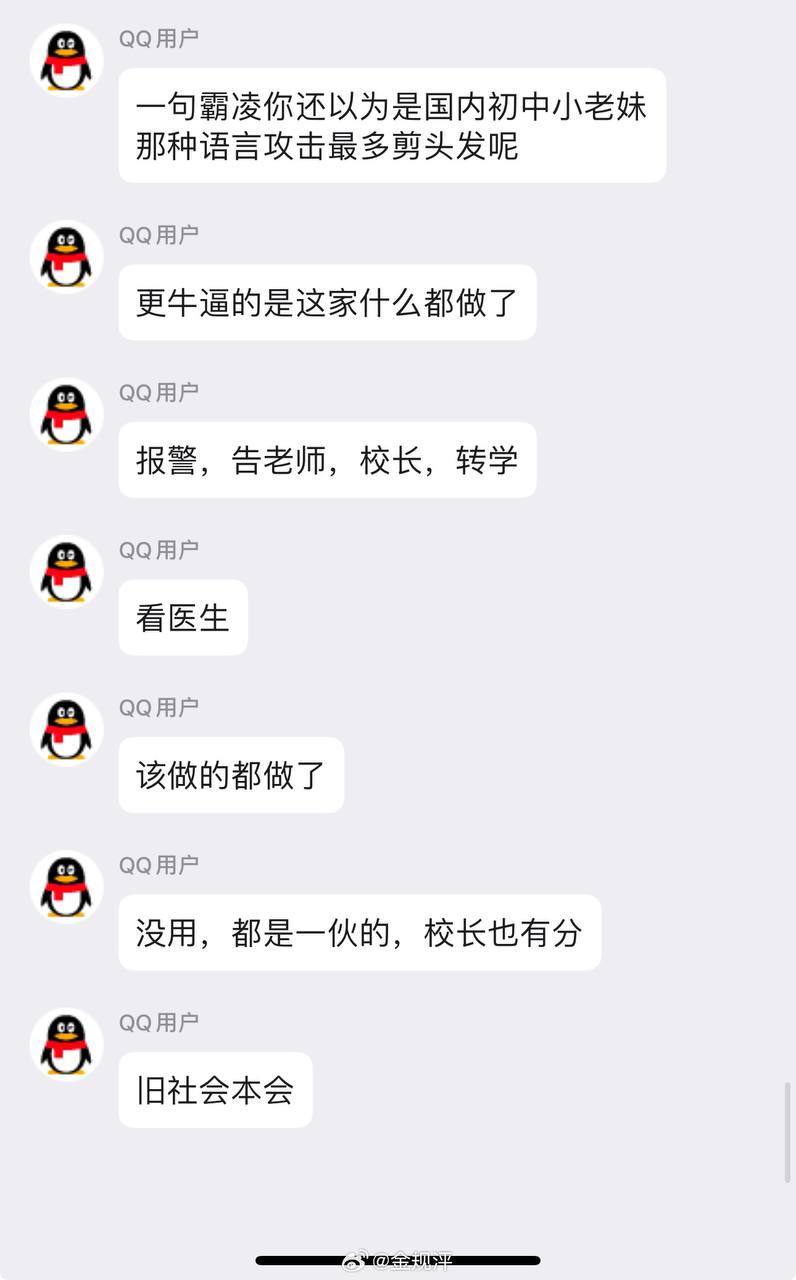 QQ用户
一句霸凌你还以为是国内初中小老妹
那种语言攻击最多剪头发呢
QQ用户
更牛逼的是这家什么都做了
QQ用户
报警，告老师，校长，转学
QQ用户
看医生
QQ用户
该做的都做了
QQ用户
没用，都是一伙的，校长也有分
QQ用户
旧社会本会
@金规评